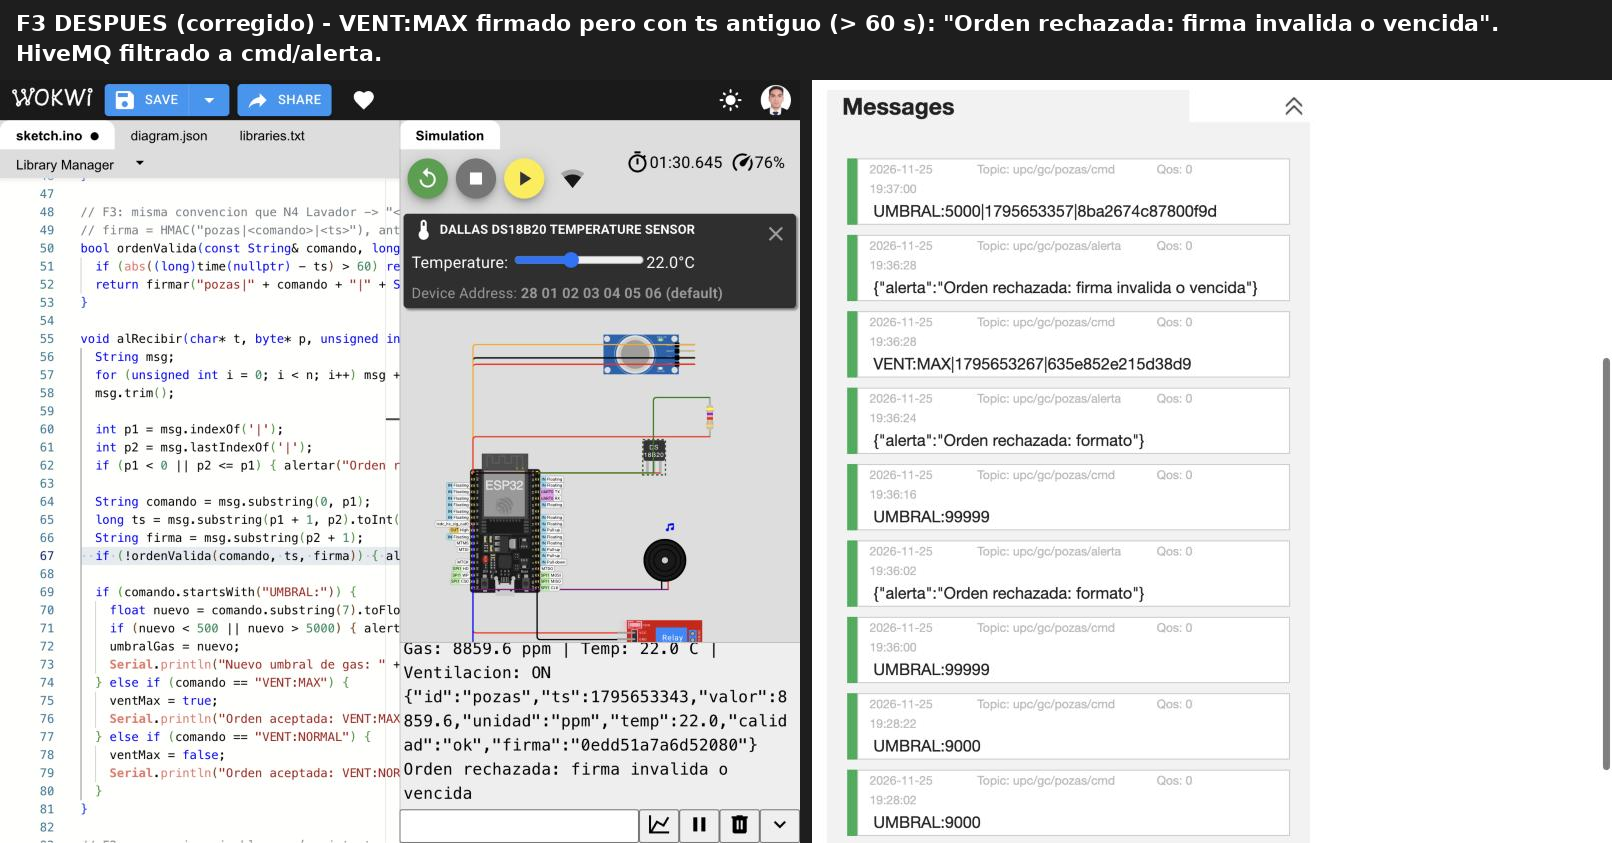 F3 DESPUES (corregido) - VENT:MAX firmado pero con ts antiguo (> 60 s): "Orden rechazada: firma invalida o vencida".
HiveMQ filtrado a cmd/alerta.
WOKWI
SAVE
SHARE
sketch.ino ●
diagram.json
libraries.txt
Library Manager
47
48 // F3: misma convencion que N4 Lavador -> "<
49 // firma = HMAC("pozas|<comando>|<ts>"), ant
50 bool ordenValida(const String& comando, long
51 if (abs((long)time(nullptr) - ts) > 60) re
52 return firmar("pozas|" + comando + "|" + S
53 }
54
55 void alRecibir(char* t, byte* p, unsigned in
56 String msg;
57 for (unsigned int i = 0; i < n; i++) msg +
58 msg.trim();
59
60 int p1 = msg.indexOf('|');
61 int p2 = msg.lastIndexOf('|');
62 if (p1 < 0 || p2 <= p1) { alertar("Orden r
63
64 String comando = msg.substring(0, p1);
65 long ts = msg.substring(p1 + 1, p2).toInt(
66 String firma = msg.substring(p2 + 1);
67 if (!ordenValida(comando, ts, firma)) { al
68
69 if (comando.startsWith("UMBRAL:")) {
70 float nuevo = comando.substring(7).toFlo
71 if (nuevo < 500 || nuevo > 5000) { alert
72 umbralGas = nuevo;
73 Serial.println("Nuevo umbral de gas: " +
74 } else if (comando == "VENT:MAX") {
75 ventMax = true;
76 Serial.println("Orden aceptada: VENT:MAX
77 } else if (comando == "VENT:NORMAL") {
78 ventMax = false;
79 Serial.println("Orden aceptada: VENT:NOR
80 }
81 }
82
Simulation
01:30.645
76%
DALLAS DS18B20 TEMPERATURE SENSOR
Temperature: 22.0°C
Device Address: 28 01 02 03 04 05 06 (default)
DS
18B20
ESP32
Relay
Gas: 8859.6 ppm | Temp: 22.0 C |
Ventilacion: ON
{"id":"pozas","ts":1795653343,"valor":8
859.6,"unidad":"ppm","temp":22.0,"calid
ad":"ok","firma":"0edd51a7a6d52080"}
Orden rechazada: firma invalida o
vencida
Messages
2026-11-25 Topic: upc/gc/pozas/cmd Qos: 0
19:37:00
UMBRAL:5000|1795653357|8ba2674c87800f9d
2026-11-25 Topic: upc/gc/pozas/alerta Qos: 0
19:36:28
{"alerta":"Orden rechazada: firma invalida o vencida"}
2026-11-25 Topic: upc/gc/pozas/cmd Qos: 0
19:36:28
VENT:MAX|1795653267|635e852e215d38d9
2026-11-25 Topic: upc/gc/pozas/alerta Qos: 0
19:36:24
{"alerta":"Orden rechazada: formato"}
2026-11-25 Topic: upc/gc/pozas/cmd Qos: 0
19:36:16
UMBRAL:99999
2026-11-25 Topic: upc/gc/pozas/alerta Qos: 0
19:36:02
{"alerta":"Orden rechazada: formato"}
2026-11-25 Topic: upc/gc/pozas/cmd Qos: 0
19:36:00
UMBRAL:99999
2026-11-25 Topic: upc/gc/pozas/cmd Qos: 0
19:28:22
UMBRAL:9000
2026-11-25 Topic: upc/gc/pozas/cmd Qos: 0
19:28:02
UMBRAL:9000